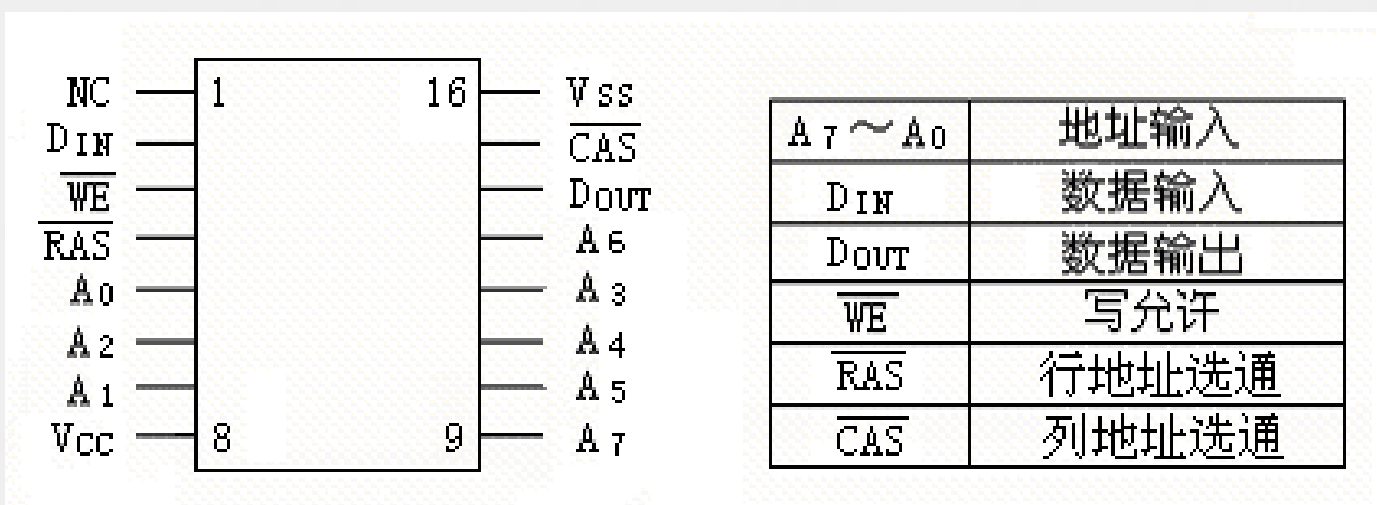 NC 1 16 VSS
DIN CAS
WE DOUT
RAS A6
A0 A3
A2 A4
A1 A5
VCC 8 9 A7
A7～A0 地址输入
DIN 数据输入
DOUT 数据输出
WE 写允许
RAS 行地址选通
CAS 列地址选通